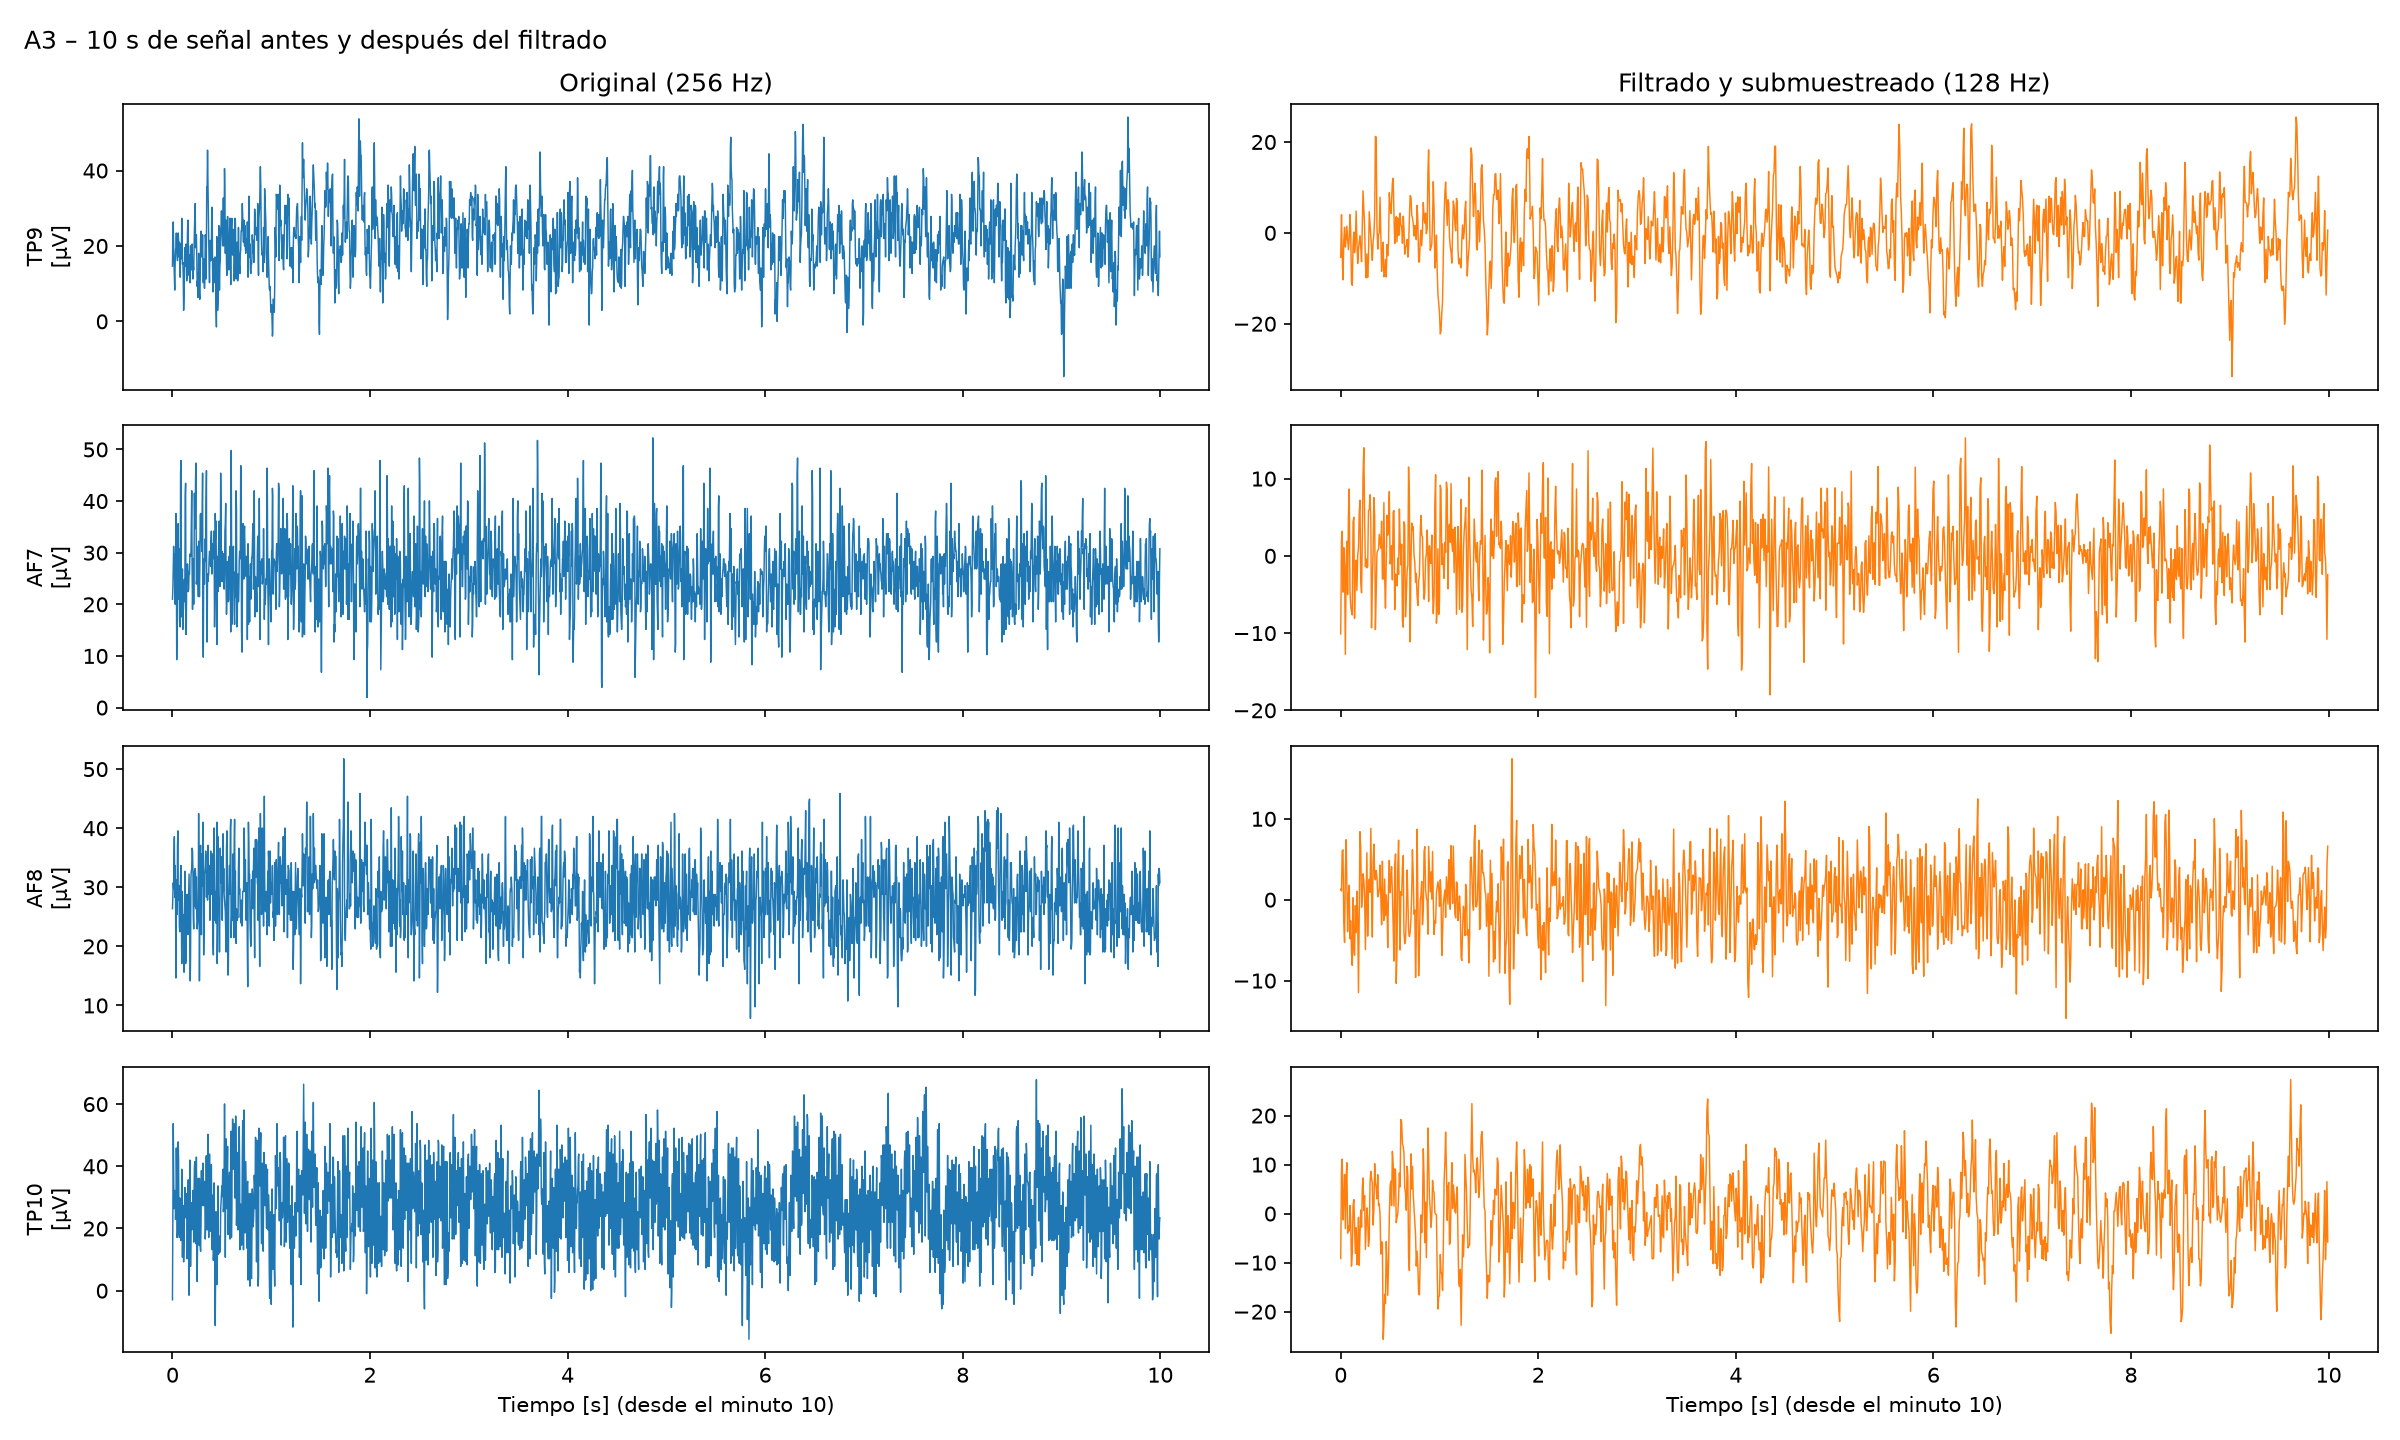 A3 – 10 s de señal antes y después del filtrado
Original (256 Hz)
Filtrado y submuestreado (128 Hz)
TP9
[µV]
40
20
0
20
0
−20
AF7
[µV]
50
40
30
20
10
0
10
0
−10
−20
AF8
[µV]
50
40
30
20
10
10
0
−10
TP10
[µV]
60
40
20
0
20
10
0
−10
−20
0 2 4 6 8 10
0 2 4 6 8 10
Tiempo [s] (desde el minuto 10)
Tiempo [s] (desde el minuto 10)